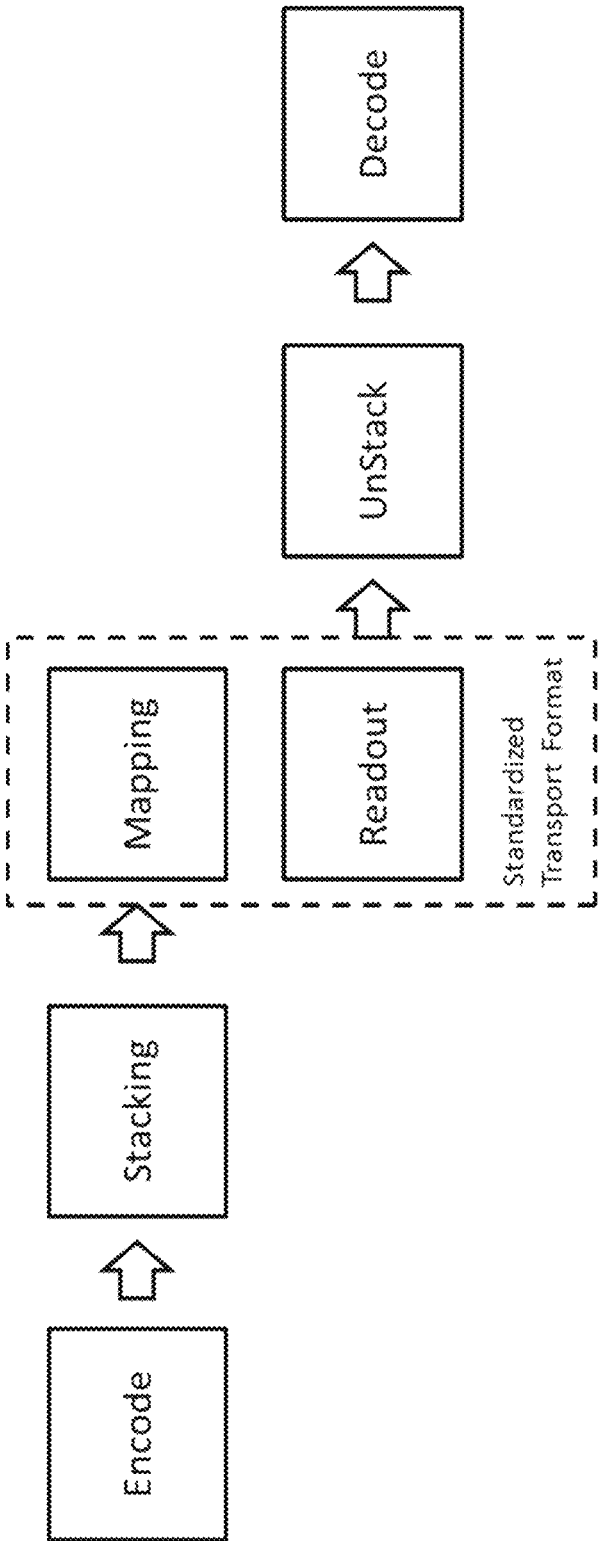 Encode
Stacking
Mapping
Readout
Standardized
Transport Format
UnStack
Decode